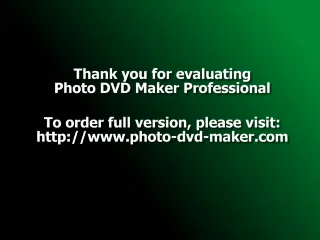 Thank you for evaluating
Photo DVD Maker Professional
To order full version, please visit:
http://www.photo-dvd-maker.com